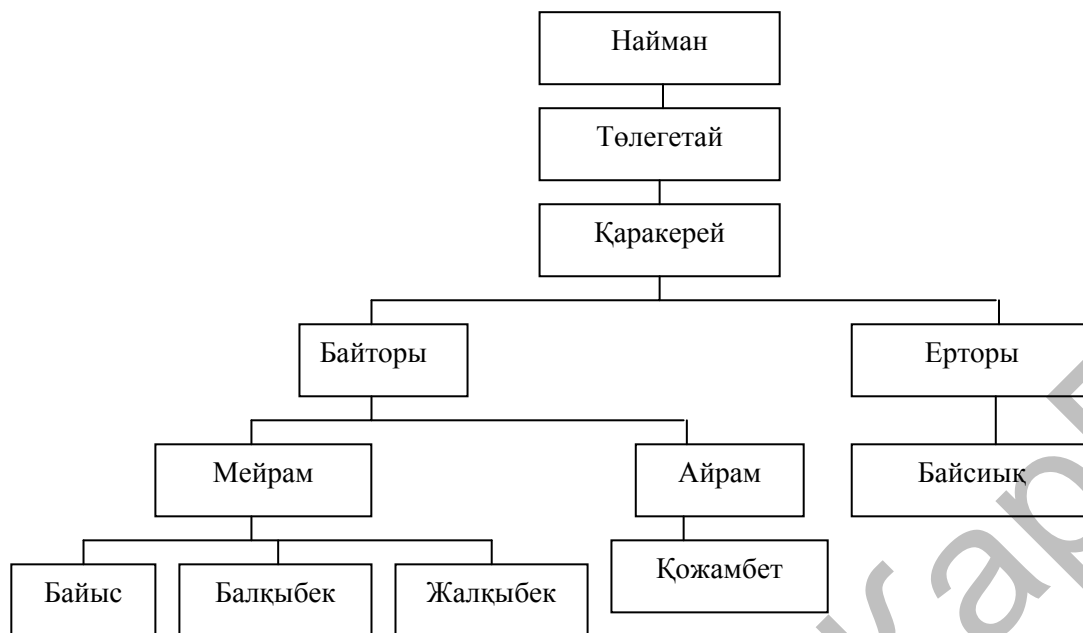 Найман
Төлегетай
Қаракерей
Байторы
Ерторы
Мейрам
Айрам
Байсиық
Байыс
Балқыбек
Жалқыбек
Қожамбет